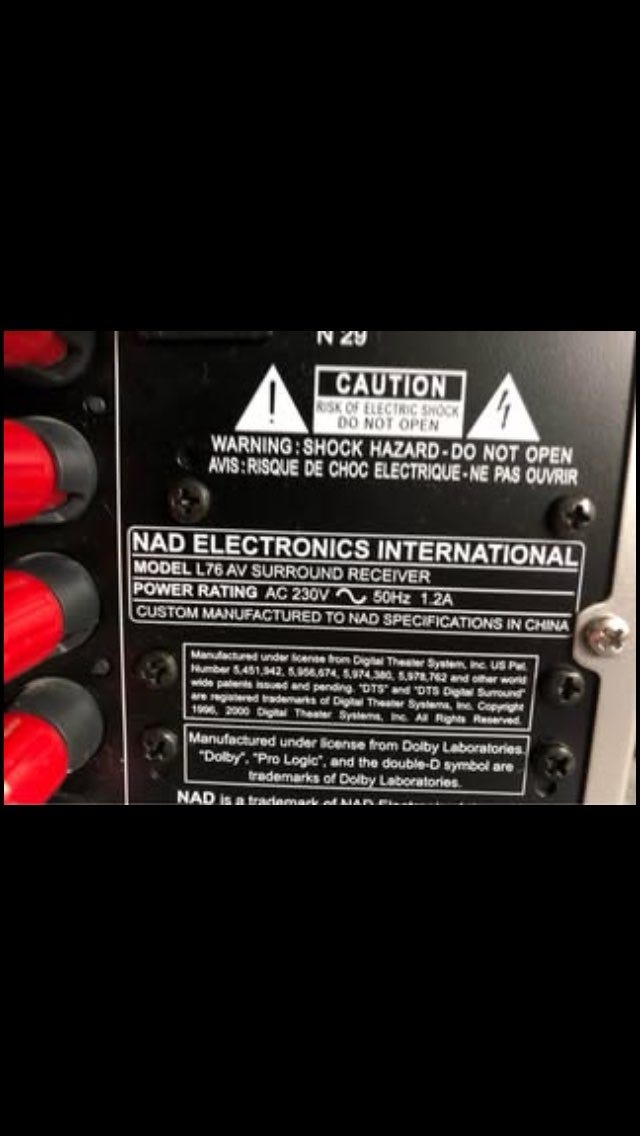 N 29
CAUTION
RISK OF ELECTRIC SHOCK
DO NOT OPEN
WARNING: SHOCK HAZARD - DO NOT OPEN
AVIS: RISQUE DE CHOC ELECTRIQUE - NE PAS OUVRIR
NAD ELECTRONICS INTERNATIONAL
MODEL L76 AV SURROUND RECEIVER
POWER RATING AC 230V ~ 50Hz 1.2A
CUSTOM MANUFACTURED TO NAD SPECIFICATIONS IN CHINA
Manufactured under license from Digital Theater System, Inc. US Pat.
Number 5,451,942, 5,956,674, 5,974,380, 5,978,762 and other world
wide patents issued and pending. "DTS" and "DTS Digital Surround"
are registered trademarks of Digital Theater Systems, Inc. Copyright
1996, 2000 Digital Theater Systems, Inc. All Rights Reserved.
Manufactured under license from Dolby Laboratories.
"Dolby", "Pro Logic", and the double-D symbol are
trademarks of Dolby Laboratories.
NAD is a trademark of NAD